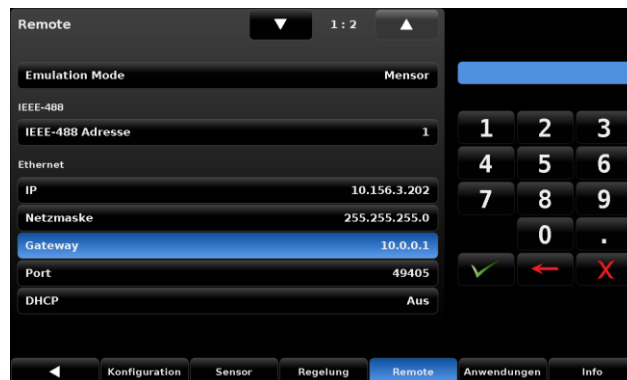 Remote 1 : 2
Emulation Mode Mensor
IEEE-488
IEEE-488 Adresse 1
Ethernet
IP 10.156.3.202
Netzmaske 255.255.255.0
Gateway 10.0.0.1
Port 49405
DHCP Aus
1 2 3
4 5 6
7 8 9
0 .
Konfiguration Sensor Regelung Remote Anwendungen Info